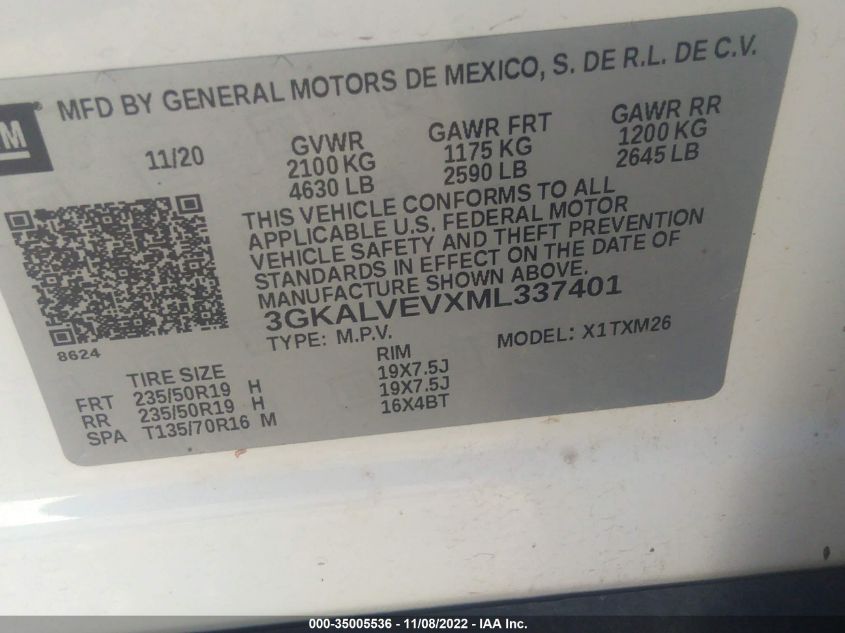 MFD BY GENERAL MOTORS DE MEXICO, S. DE R.L. DE C.V.
M ®
11/20
GVWR
2100 KG
4630 LB
GAWR FRT
1175 KG
2590 LB
GAWR RR
1200 KG
2645 LB
THIS VEHICLE CONFORMS TO ALL
APPLICABLE U.S. FEDERAL MOTOR
VEHICLE SAFETY AND THEFT PREVENTION
STANDARDS IN EFFECT ON THE DATE OF
MANUFACTURE SHOWN ABOVE.
3GKALVEVXML337401
8624
TYPE: M.P.V.
MODEL: X1TXM26
TIRE SIZE RIM
FRT 235/50R19 H 19X7.5J
RR 235/50R19 H 19X7.5J
SPA T135/70R16 M 16X4BT
000-35005536 - 11/08/2022 - IAA Inc.